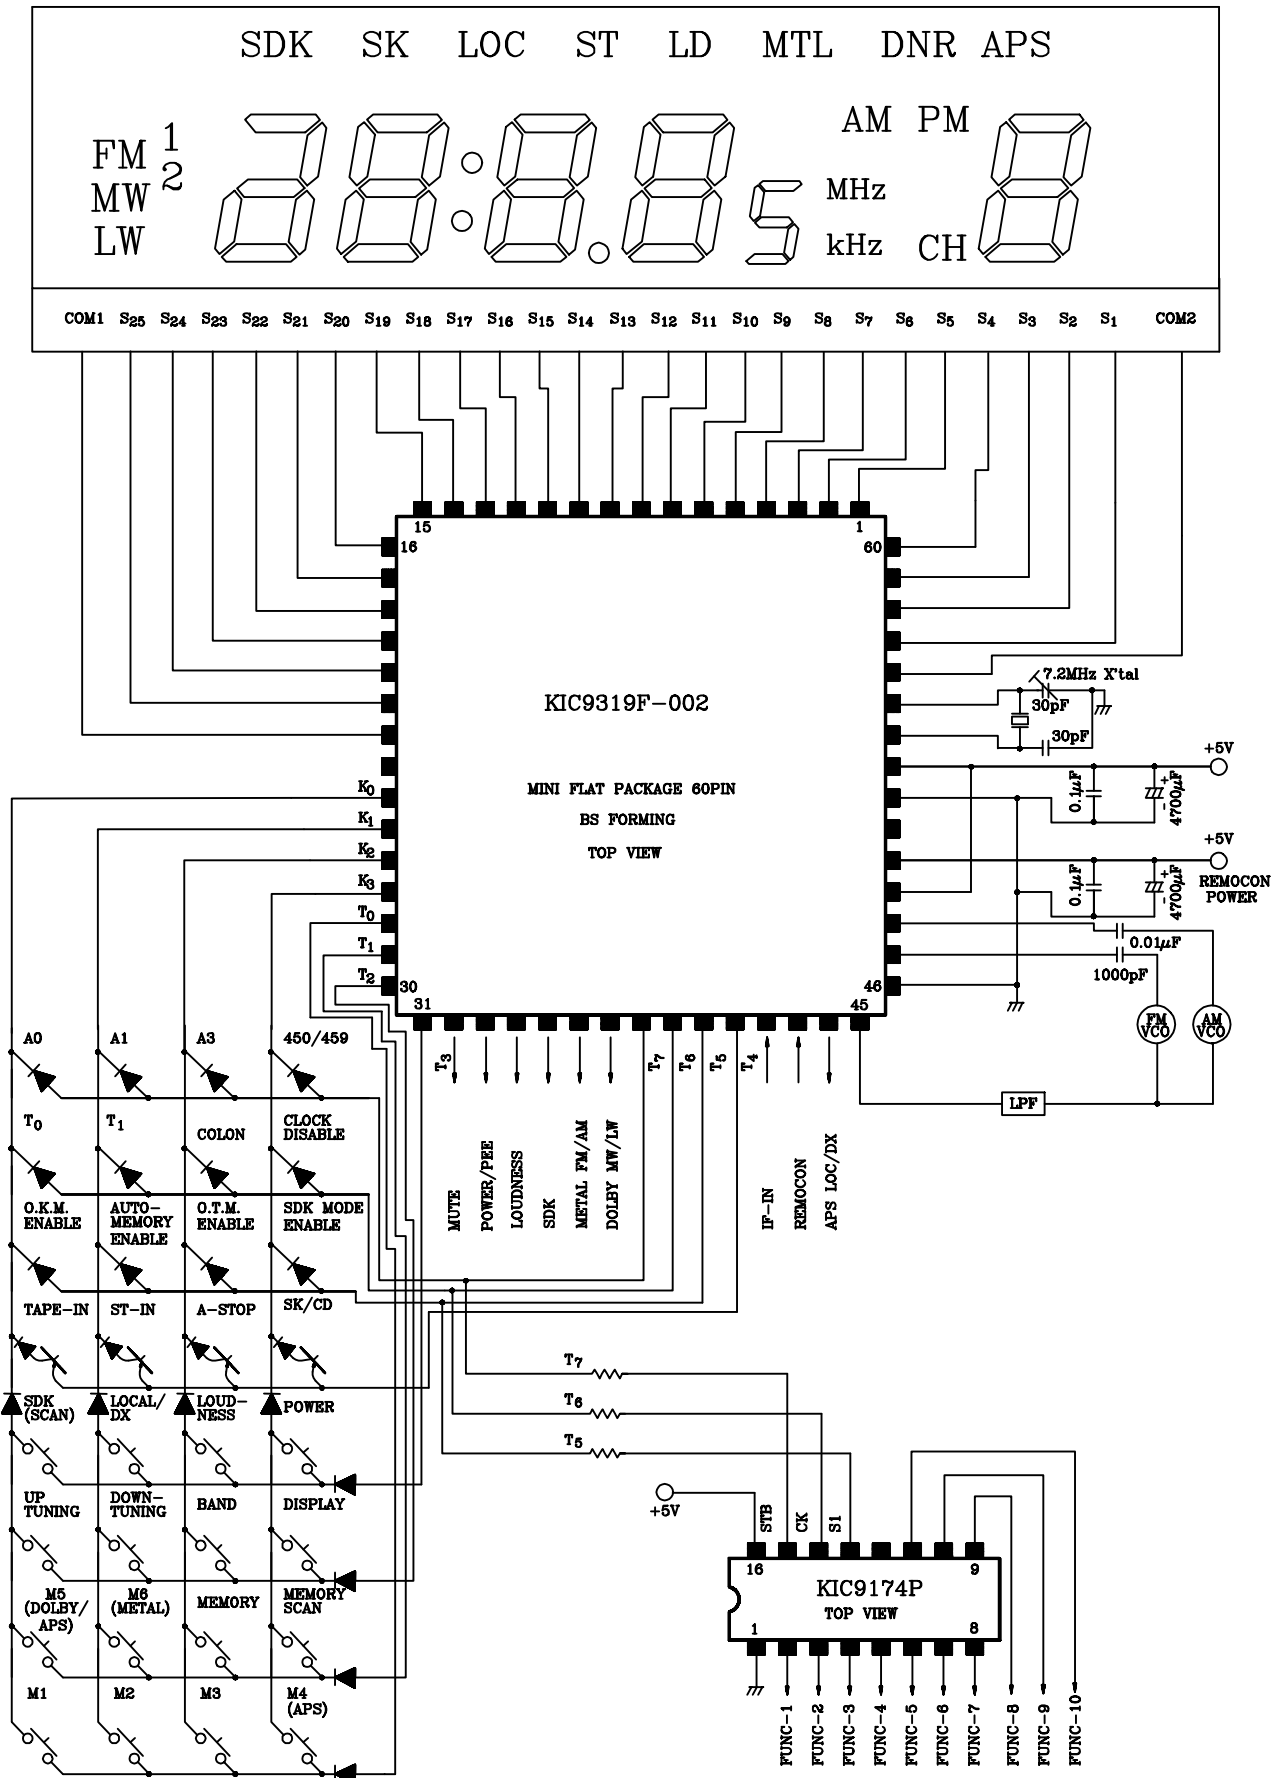 SDK SK LOC ST LD MTL DNR APS
AM PM
FM 1
2
MW
LW
MHz
kHz
CH
COM1 S25 S24 S23 S22 S21 S20 S19 S18 S17 S16 S15 S14 S13 S12 S11 S10 S9 S8 S7 S6 S5 S4 S3 S2 S1 COM2
15 1
16 60
KIC9319F-002
MINI FLAT PACKAGE 60PIN
BS FORMING
TOP VIEW
7.2MHz X'tal
30pF
30pF
+5V
0.1μF
+
-
4700μF
+5V
REMOCON
POWER
0.1μF
+
-
4700μF
0.01μF
1000pF
FM
VCO
AM
VCO
LPF
K0
K1
K2
K3
T0
T1
T2
30 46
31 45
T3 T7 T6 T5 T4
MUTE
POWER/PEE
LOUDNESS
SDK
METAL FM/AM
DOLBY MW/LW
IF-IN
REMOCON
APS LOC/DX
A0 A1 A3 450/459
T0 T1 COLON CLOCK
DISABLE
O.K.M.
ENABLE
AUTO-
MEMORY
ENABLE
O.T.M.
ENABLE
SDK MODE
ENABLE
TAPE-IN ST-IN A-STOP SK/CD
SDK
(SCAN)
LOCAL/
DX
LOUD-
NESS
POWER
UP
TUNING
DOWN-
TUNING
BAND DISPLAY
M5
(DOLBY/
APS)
M6
(METAL)
MEMORY
MEMORY
SCAN
M1 M2 M3 M4
(APS)
T7
T6
T5
+5V
STB
CK
S1
16 9
KIC9174P
TOP VIEW
1 8
FUNC-1
FUNC-2
FUNC-3
FUNC-4
FUNC-5
FUNC-6
FUNC-7
FUNC-8
FUNC-9
FUNC-10